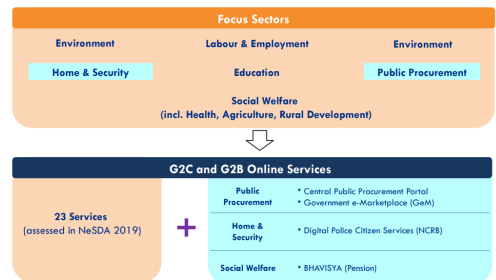 Focus Sectors
Environment
Labour & Employment
Environment
Home & Security
Education
Public Procurement
Social Welfare
(incl. Health, Agriculture, Rural Development)
G2C and G2B Online Services
23 Services
(assessed in NeSDA 2019)
+
Public
Procurement
• Central Public Procurement Portal
• Government e-Marketplace (GeM)
Home &
Security
• Digital Police Citizen Services (NCRB)
Social Welfare
• BHAVISYA (Pension)